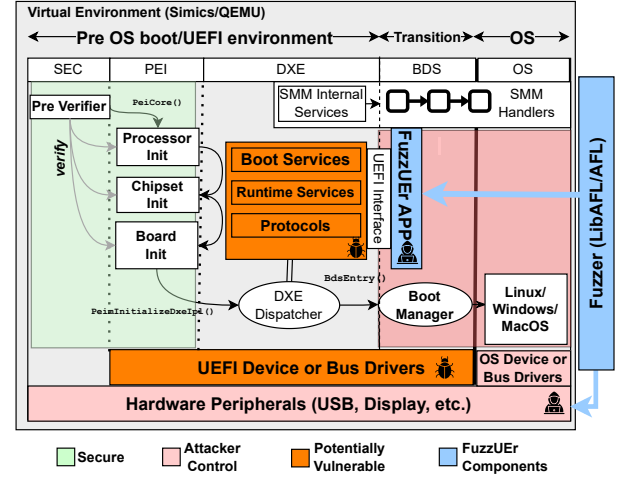 Virtual Environment (Simics/QEMU)
Pre OS boot/UEFI environment
Transition
OS
SEC
PEI
DXE
BDS
OS
Pre Verifier
PeiCore()
SMM Internal
Services
SMM
Handlers
verify
Processor
Init
Chipset
Init
Board
Init
Boot Services
Runtime Services
Protocols
UEFI Interface
FuzzUEr APP
Fuzzer (LibAFL/AFL)
BdsEntry()
PeimInitializeDxeIpl()
DXE
Dispatcher
Boot
Manager
Linux/
Windows/
MacOS
UEFI Device or Bus Drivers
OS Device or
Bus Drivers
Hardware Peripherals (USB, Display, etc.)
Secure
Attacker
Control
Potentially
Vulnerable
FuzzUEr
Components